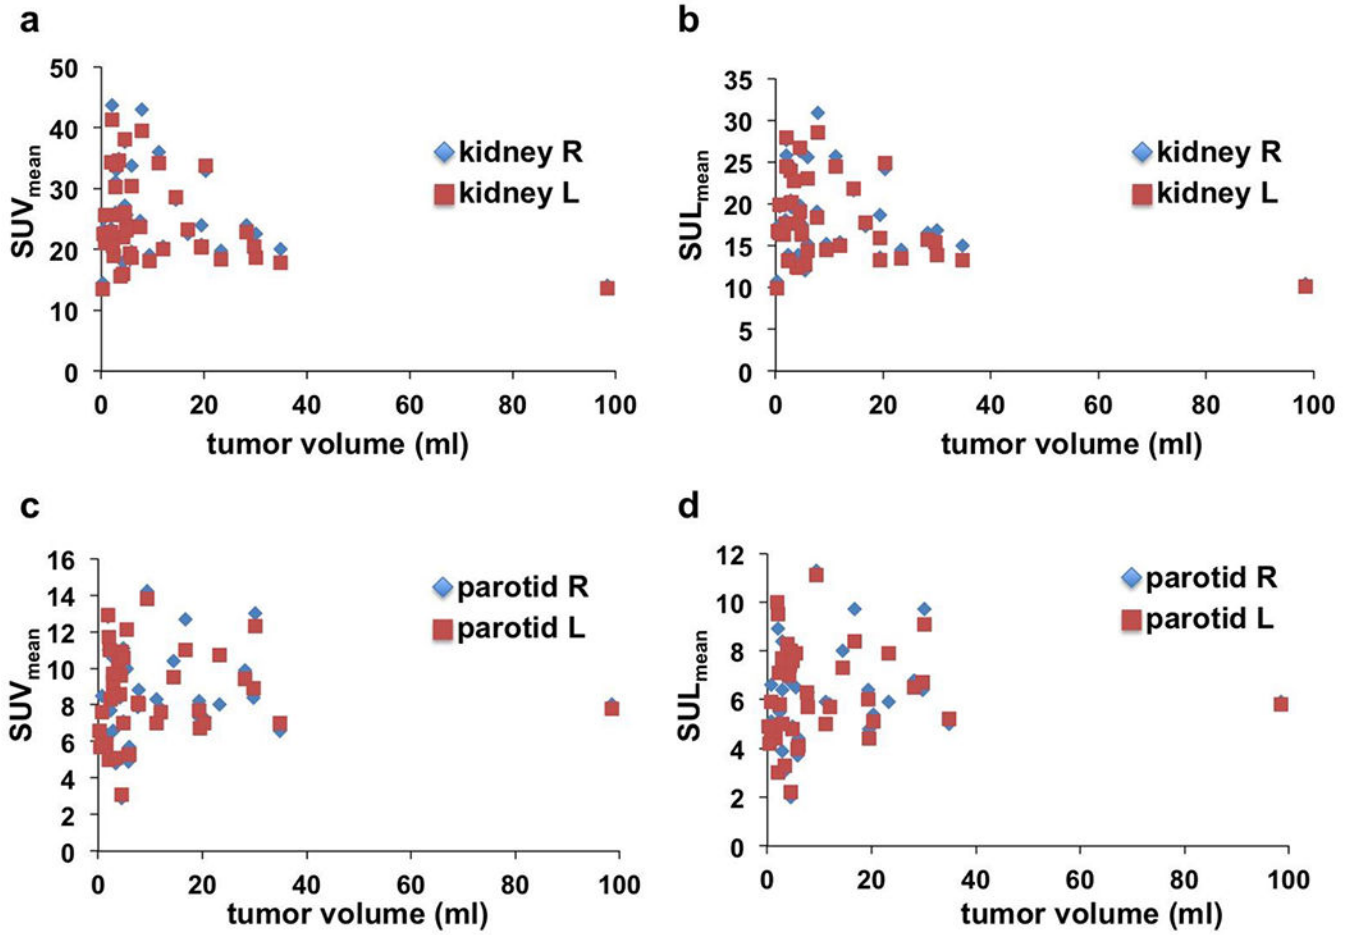 a
50
40
30
20
10
0
SUVmean
kidney R
kidney L
0 20 40 60 80 100
tumor volume (ml)
b
35
30
25
20
15
10
5
0
SULmean
kidney R
kidney L
0 20 40 60 80 100
tumor volume (ml)
c
16
14
12
10
8
6
4
2
0
SUVmean
parotid R
parotid L
0 20 40 60 80 100
tumor volume (ml)
d
12
10
8
6
4
2
0
SULmean
parotid R
parotid L
0 20 40 60 80 100
tumor volume (ml)